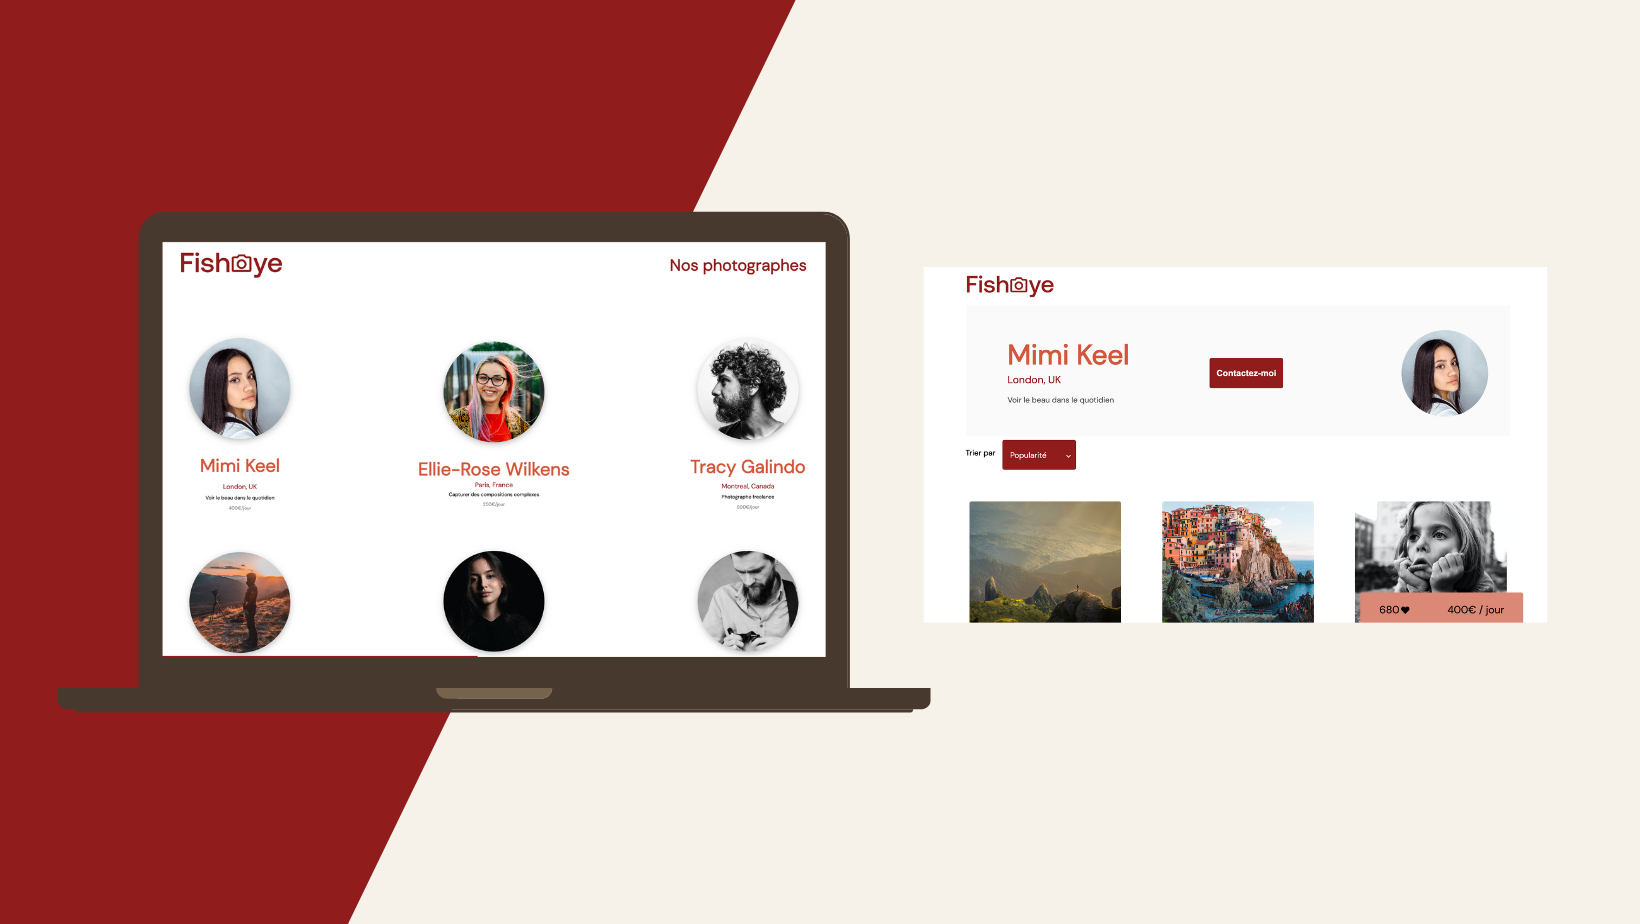 Fisheye
Nos photographes
Mimi Keel
London, UK
Voir le beau dans le quotidien
400€/jour
Ellie-Rose Wilkens
Paris, France
Capturer des compositions complexes
250€/jour
Tracy Galindo
Montreal, Canada
Photographe freelance
500€/jour
Fisheye
Mimi Keel
London, UK
Voir le beau dans le quotidien
Contactez-moi
Trier par
Popularité
680
400€ / jour